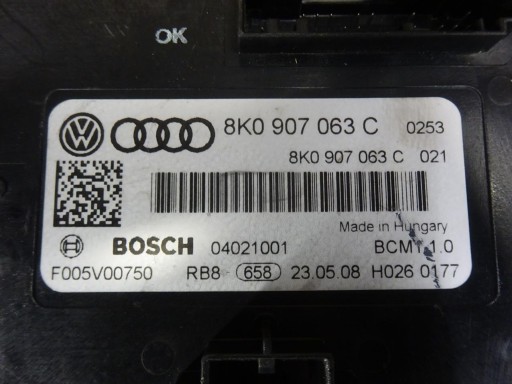 OK
8K0 907 063 C 0253
8K0 907 063 C 021
Made in Hungary
BOSCH 04021001 BCM1 1.0
F005V00750 RB8- 658 23.05.08 H026 0177